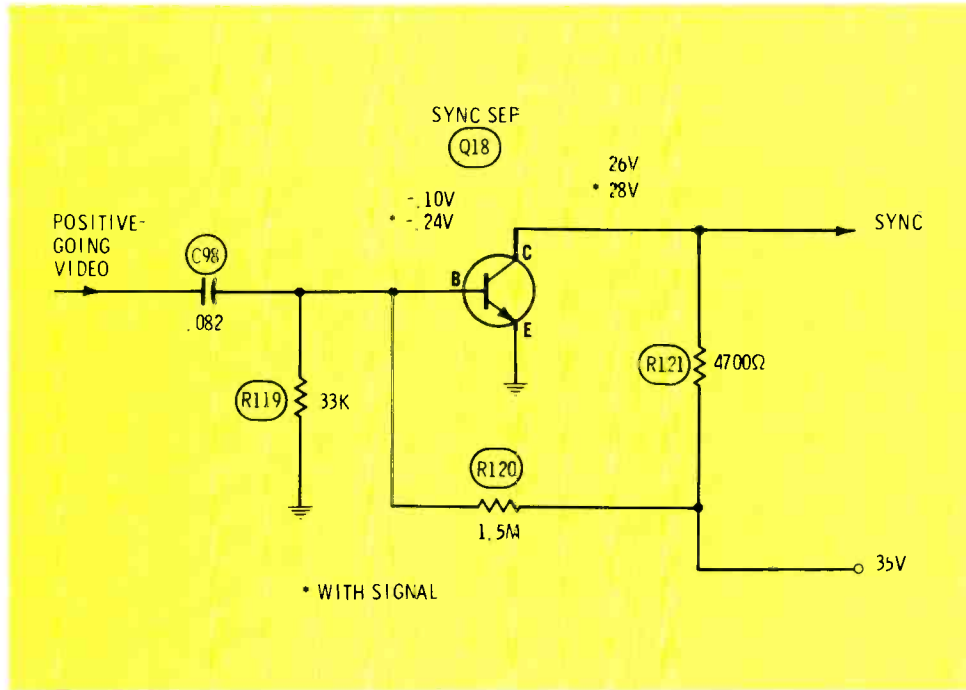 SYNC SEP
Q18
26V
* 28V
-.10V
* -.24V
POSITIVE-
GOING
VIDEO
SYNC
C98
C
B
.082
E
R121
4700Ω
R119
33K
R120
1.5M
35V
* WITH SIGNAL